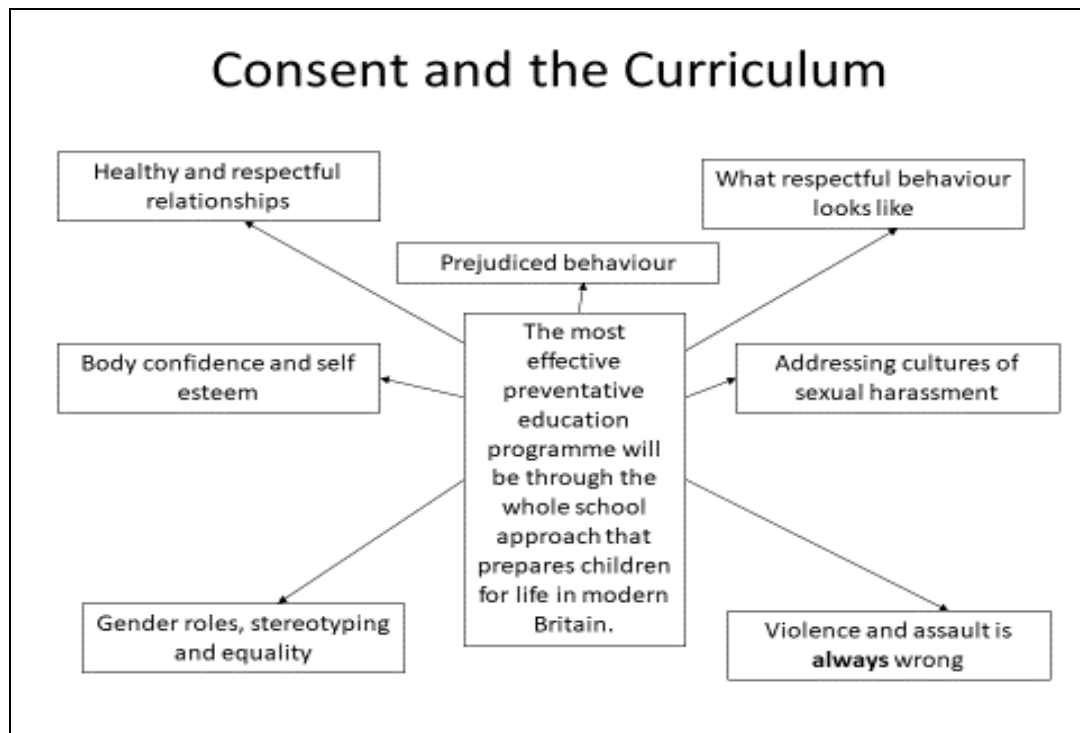 Consent and the Curriculum
Healthy and respectful
relationships
What respectful behaviour
looks like
Prejudiced behaviour
The most
effective
preventative
education
programme will
be through the
whole school
approach that
prepares children
for life in modern
Britain.
Body confidence and self
esteem
Addressing cultures of
sexual harassment
Gender roles, stereotyping
and equality
Violence and assault is
always wrong